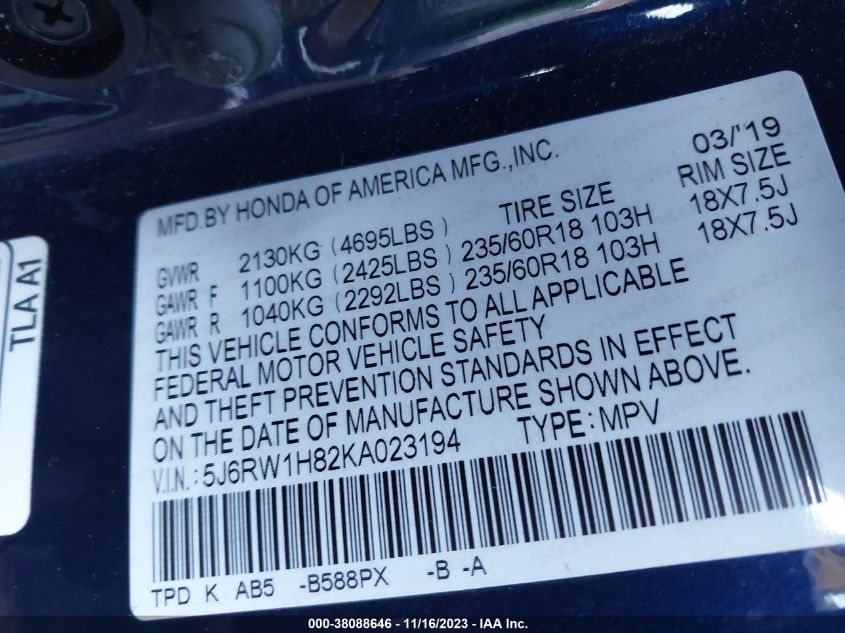 03/'19
MFD.BY HONDA OF AMERICA MFG.,INC.
TIRE SIZE RIM SIZE
GVWR 2130KG (4695LBS)
GAWR F 1100KG (2425LBS) 235/60R18 103H 18X7.5J
GAWR R 1040KG (2292LBS) 235/60R18 103H 18X7.5J
THIS VEHICLE CONFORMS TO ALL APPLICABLE
FEDERAL MOTOR VEHICLE SAFETY
AND THEFT PREVENTION STANDARDS IN EFFECT
ON THE DATE OF MANUFACTURE SHOWN ABOVE.
V.I.N.: 5J6RW1H82KA023194 TYPE: MPV
TPD K AB5 -B588PX -B -A
TLA A1
000-38088646 - 11/16/2023 - IAA Inc.